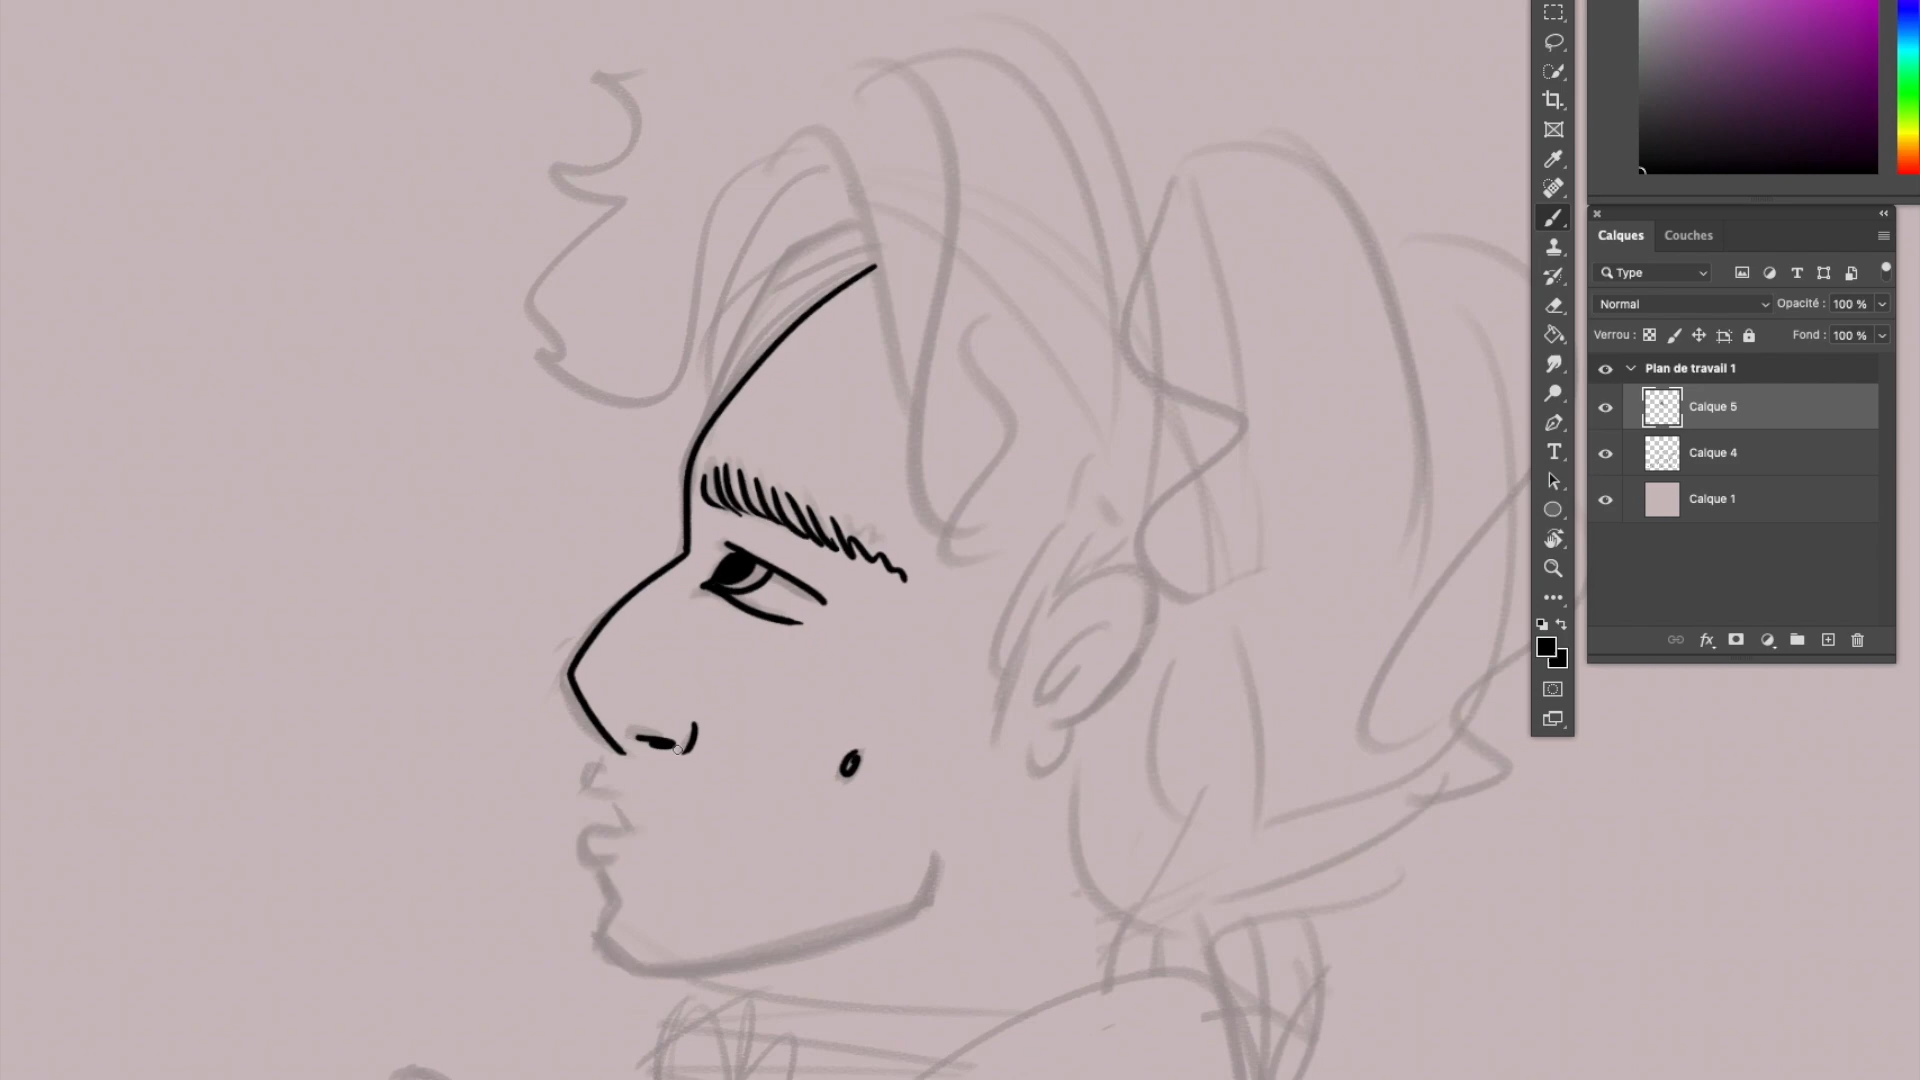 Calques Couches
Type
Normal Opacité : 100 %
Verrou : Fond : 100 %
Plan de travail 1
Calque 5
Calque 4
Calque 1
fx